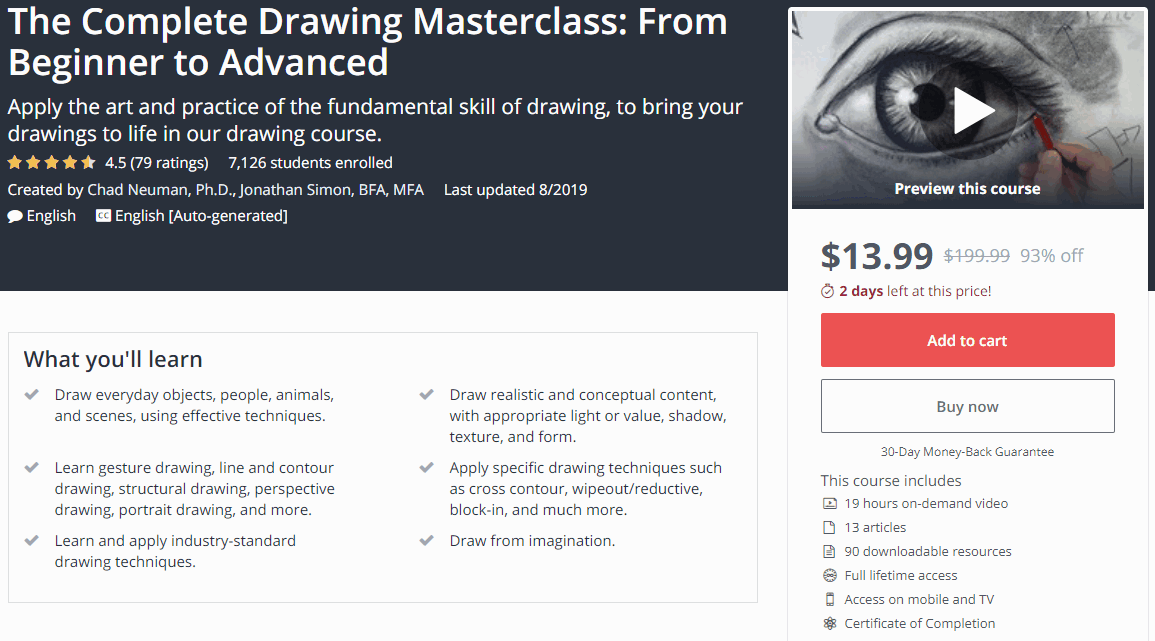 The Complete Drawing Masterclass: From
Beginner to Advanced
Apply the art and practice of the fundamental skill of drawing, to bring your
drawings to life in our drawing course.
4.5 (79 ratings) 7,126 students enrolled
Created by Chad Neuman, Ph.D., Jonathan Simon, BFA, MFA Last updated 8/2019
English CC English [Auto-generated]
Preview this course
$13.99 $199.99 93% off
2 days left at this price!
Add to cart
Buy now
30-Day Money-Back Guarantee
This course includes
19 hours on-demand video
13 articles
90 downloadable resources
Full lifetime access
Access on mobile and TV
Certificate of Completion
What you'll learn
Draw everyday objects, people, animals,
and scenes, using effective techniques.
Draw realistic and conceptual content,
with appropriate light or value, shadow,
texture, and form.
Learn gesture drawing, line and contour
drawing, structural drawing, perspective
drawing, portrait drawing, and more.
Apply specific drawing techniques such
as cross contour, wipeout/reductive,
block-in, and much more.
Learn and apply industry-standard
drawing techniques.
Draw from imagination.